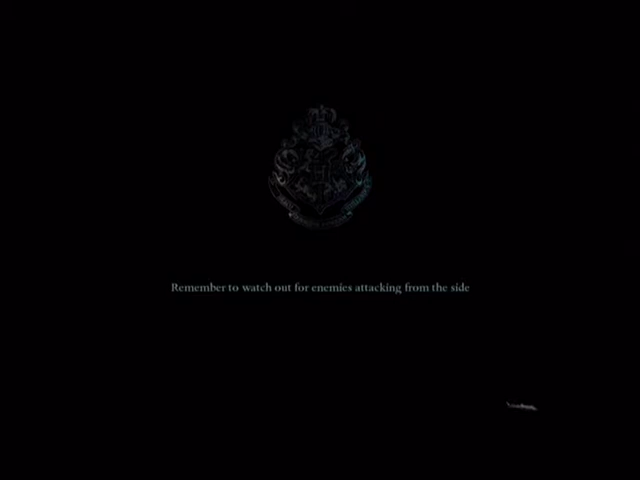 Remember to watch out for enemies attacking from the side